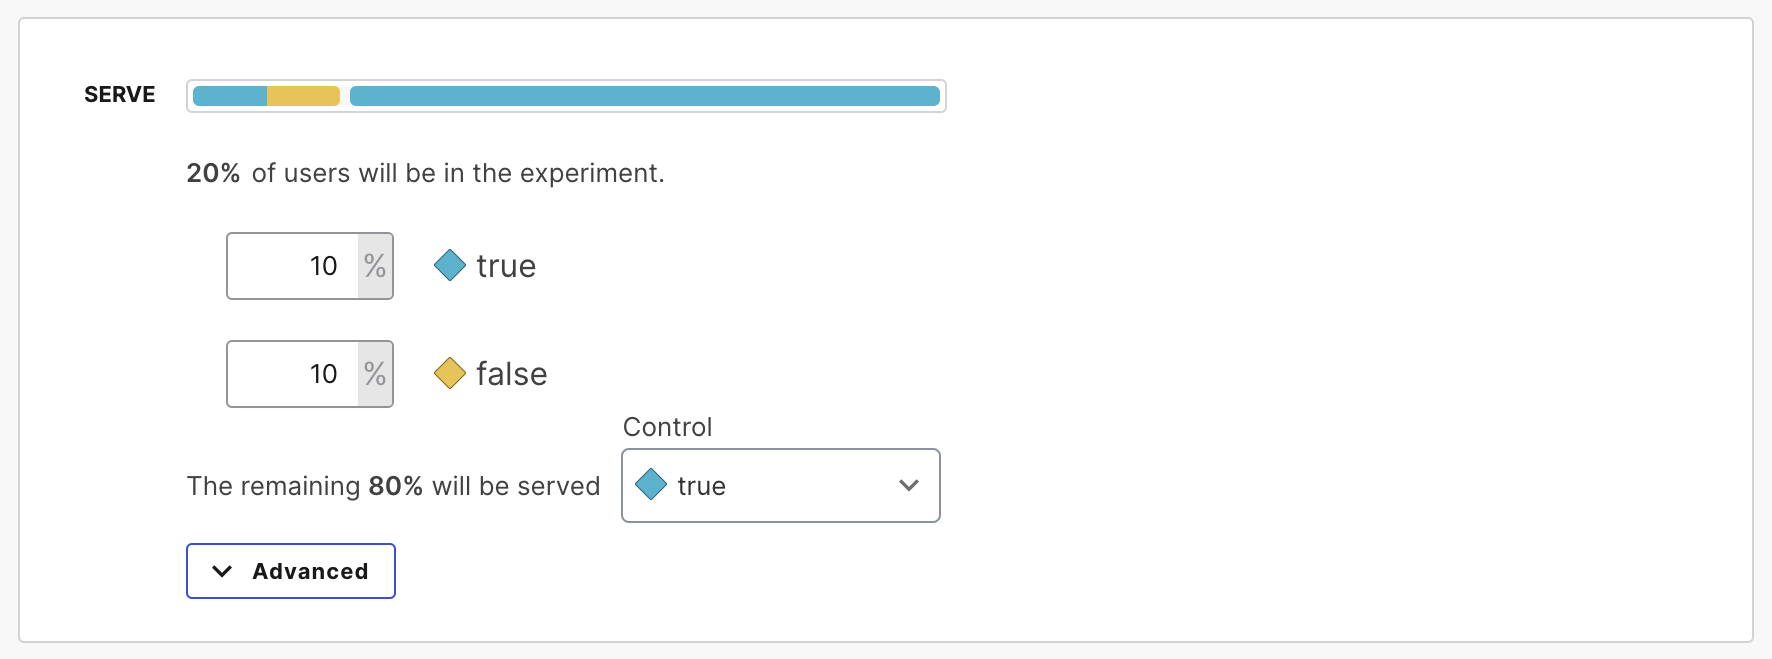 SERVE
20% of users will be in the experiment.
10 % true
10 % false
Control
The remaining 80% will be served true
Advanced